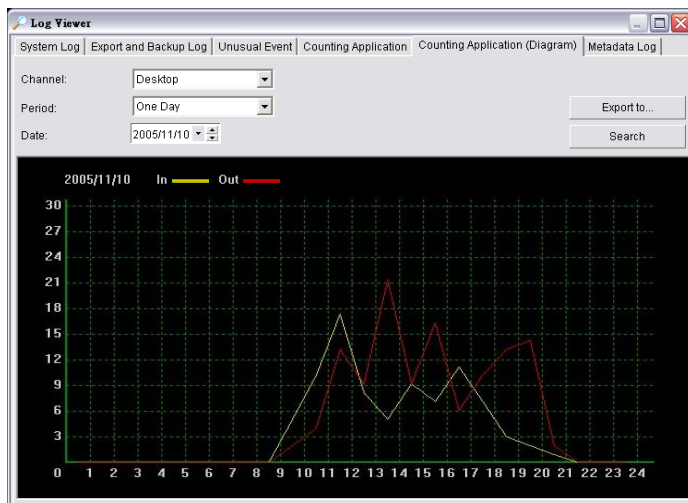 Log Viewer
System Log Export and Backup Log Unusual Event Counting Application Counting Application (Diagram) Metadata Log
Channel: Desktop
Period: One Day Export to...
Date: 2005/11/10 Search
2005/11/10 In Out
30
27
24
21
18
15
12
9
6
3
0 1 2 3 4 5 6 7 8 9 10 11 12 13 14 15 16 17 18 19 20 21 22 23 24